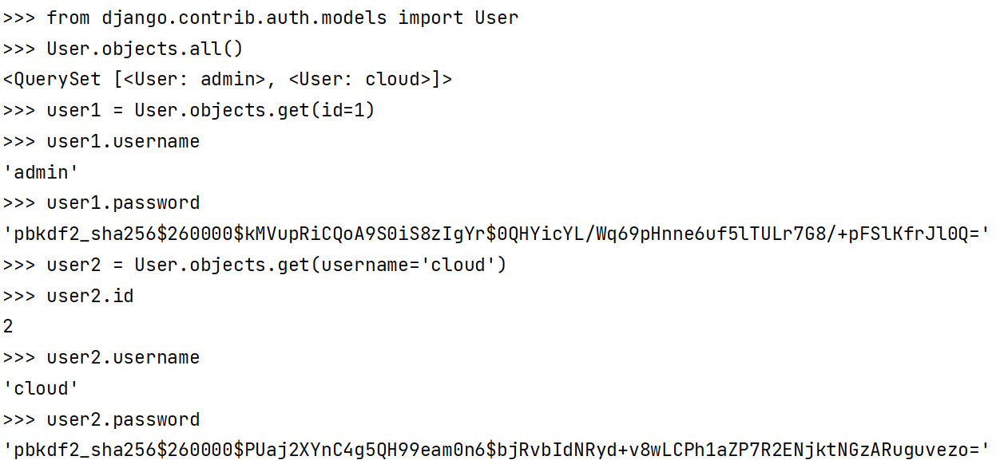 >>> from django.contrib.auth.models import User
>>> User.objects.all()
<QuerySet [<User: admin>, <User: cloud>]>
>>> user1 = User.objects.get(id=1)
>>> user1.username
'admin'
>>> user1.password
'pbkdf2_sha256$260000$kMVupRiCQoA9S0iS8zIgYr$0QHYicYL/Wq69pHnne6uf5lTULr7G8/+pFSlKfrJl0Q='
>>> user2 = User.objects.get(username='cloud')
>>> user2.id
2
>>> user2.username
'cloud'
>>> user2.password
'pbkdf2_sha256$260000$PUaj2XYnC4g5QH99eam0n6$bjRvbIdNRyd+v8wLCPh1aZP7R2ENjktNGzARuguvezo='